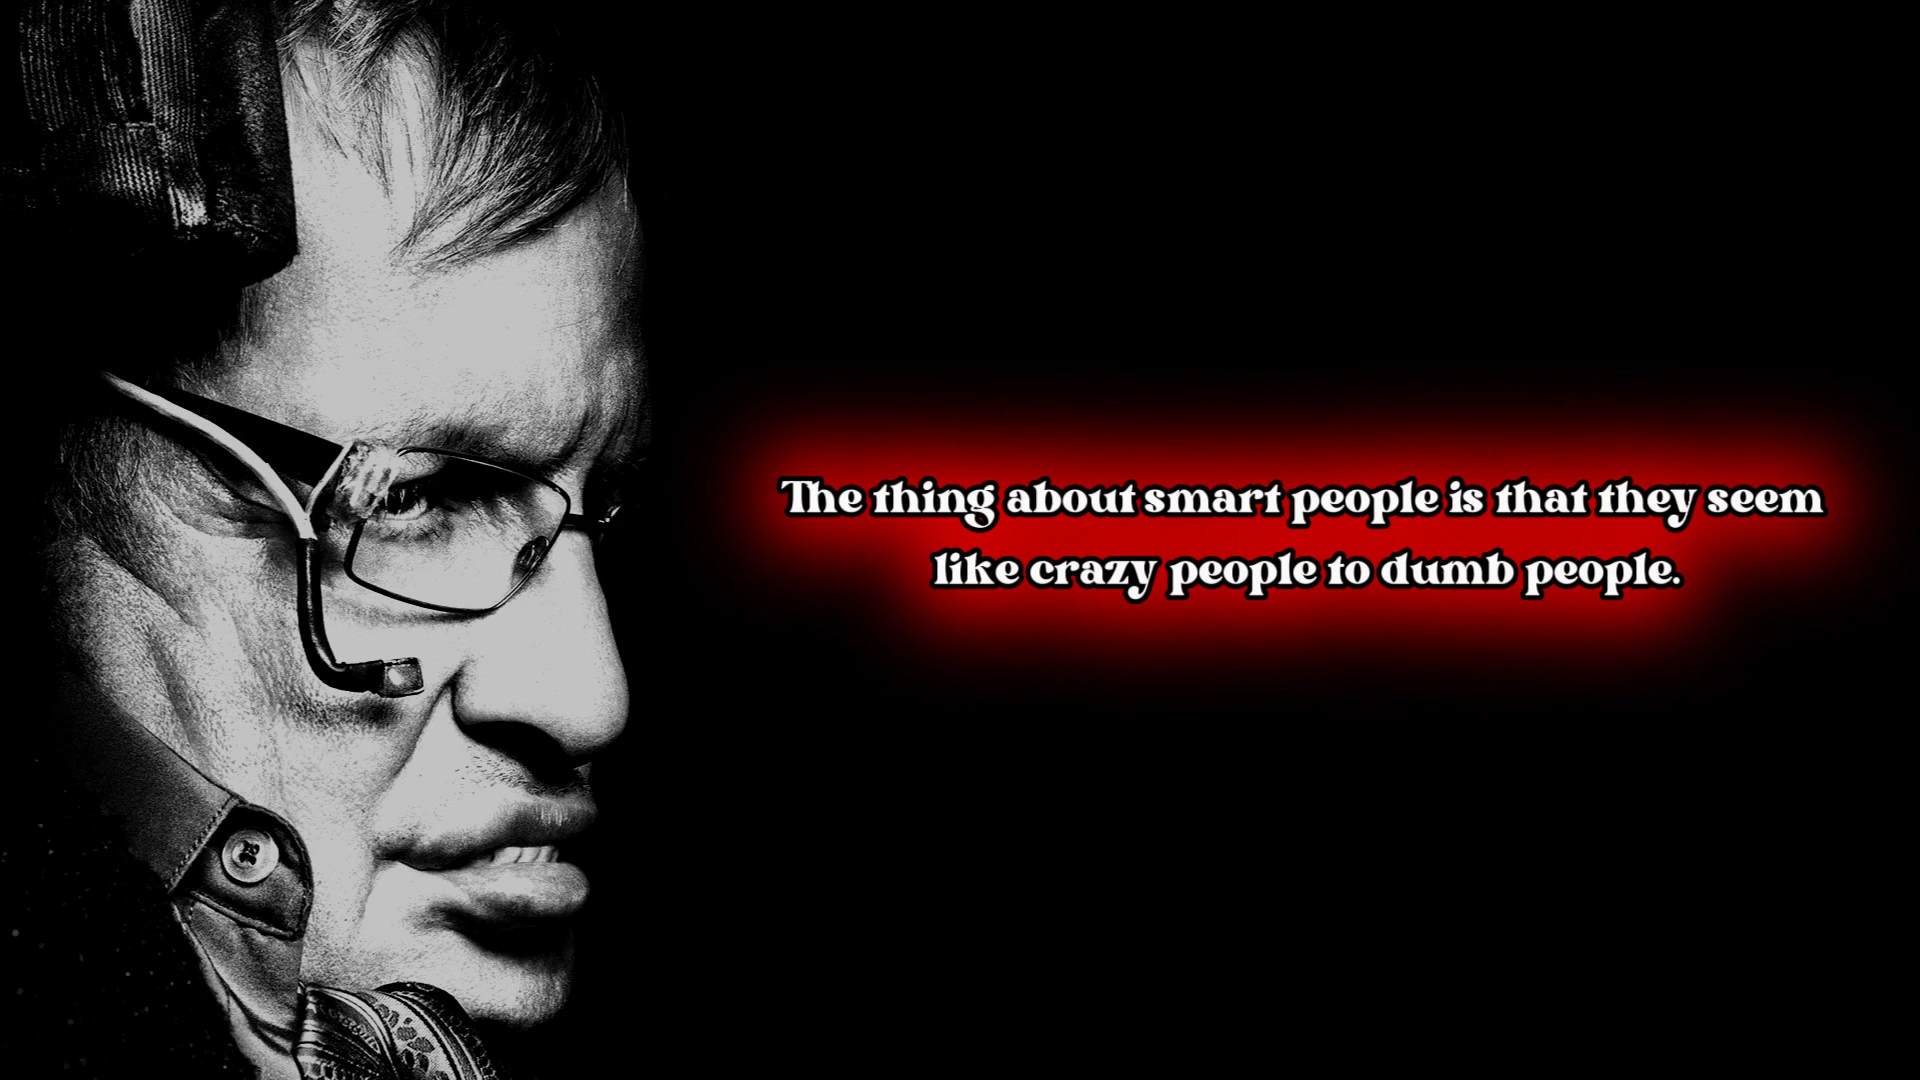 The thing about smart people is that they seem
like crazy people to dumb people.